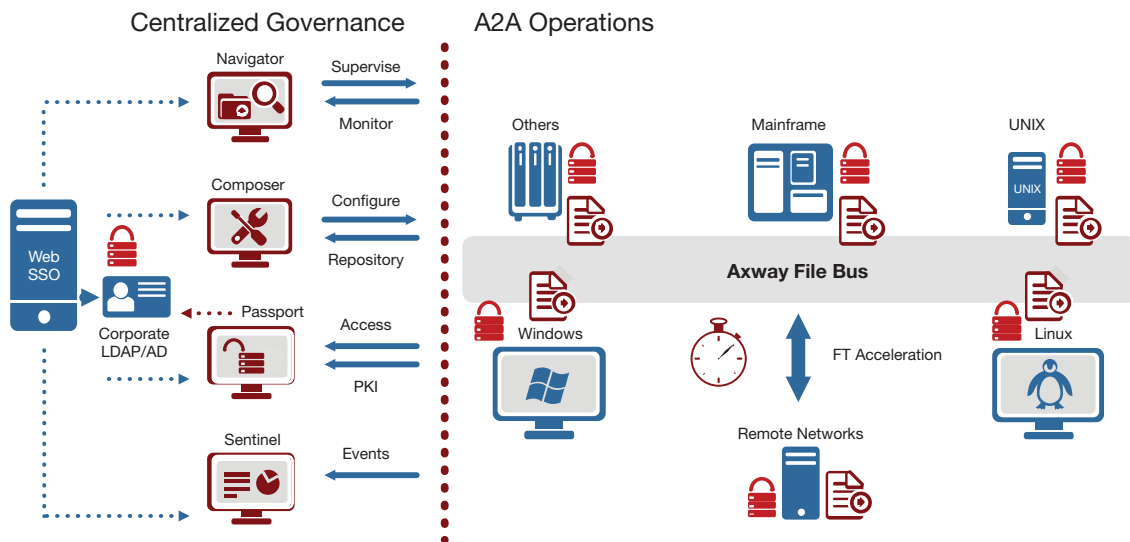 Centralized Governance
A2A Operations
Navigator
Supervise
Monitor
Others
Mainframe
UNIX
UNIX
Composer
Configure
Repository
Web
SSO
Axway File Bus
Passport
Corporate
LDAP/AD
Access
PKI
Windows
Linux
FT Acceleration
Sentinel
Events
Remote Networks